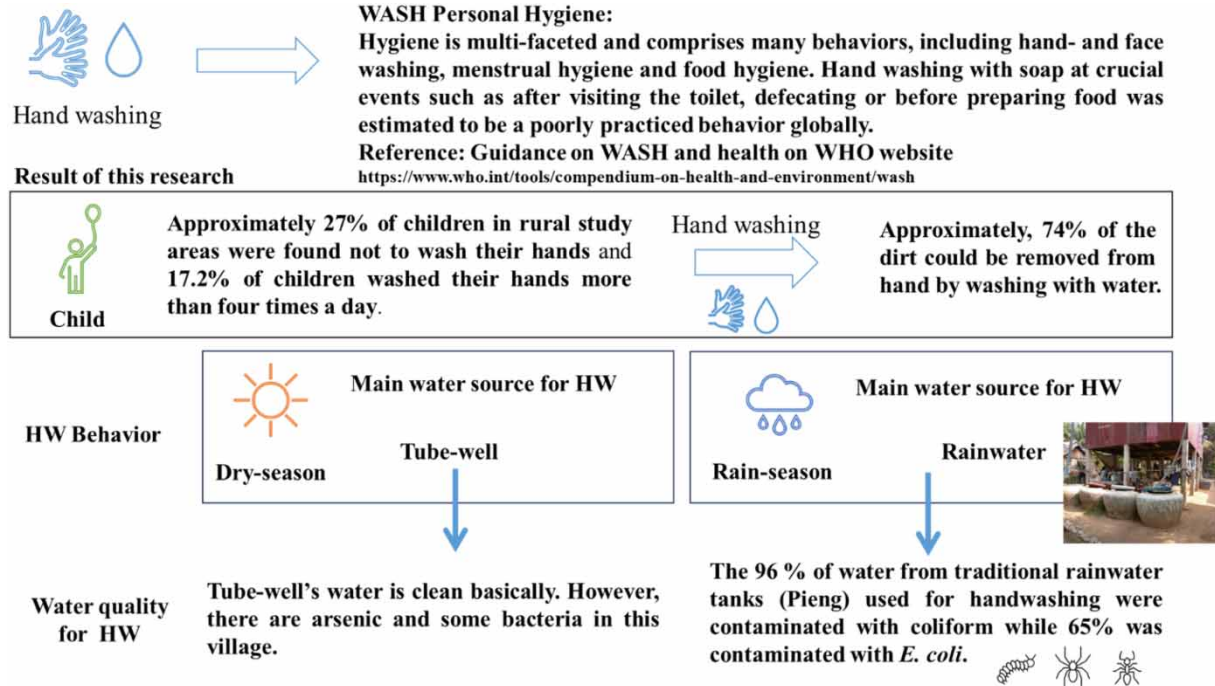 WASH Personal Hygiene:
Hygiene is multi-faceted and comprises many behaviors, including hand- and face
washing, menstrual hygiene and food hygiene. Hand washing with soap at crucial
events such as after visiting the toilet, defecating or before preparing food was
estimated to be a poorly practiced behavior globally.
Reference: Guidance on WASH and health on WHO website
https://www.who.int/tools/compendium-on-health-and-environment/wash
Hand washing
Result of this research
Child
Approximately 27% of children in rural study
areas were found not to wash their hands and
17.2% of children washed their hands more
than four times a day.
Hand washing
Approximately, 74% of the
dirt could be removed from
hand by washing with water.
HW Behavior
Main water source for HW
Dry-season
Tube-well
Main water source for HW
Rain-season
Rainwater
Water quality
for HW
Tube-well’s water is clean basically. However,
there are arsenic and some bacteria in this
village.
The 96 % of water from traditional rainwater
tanks (Pieng) used for handwashing were
contaminated with coliform while 65% was
contaminated with E. coli.